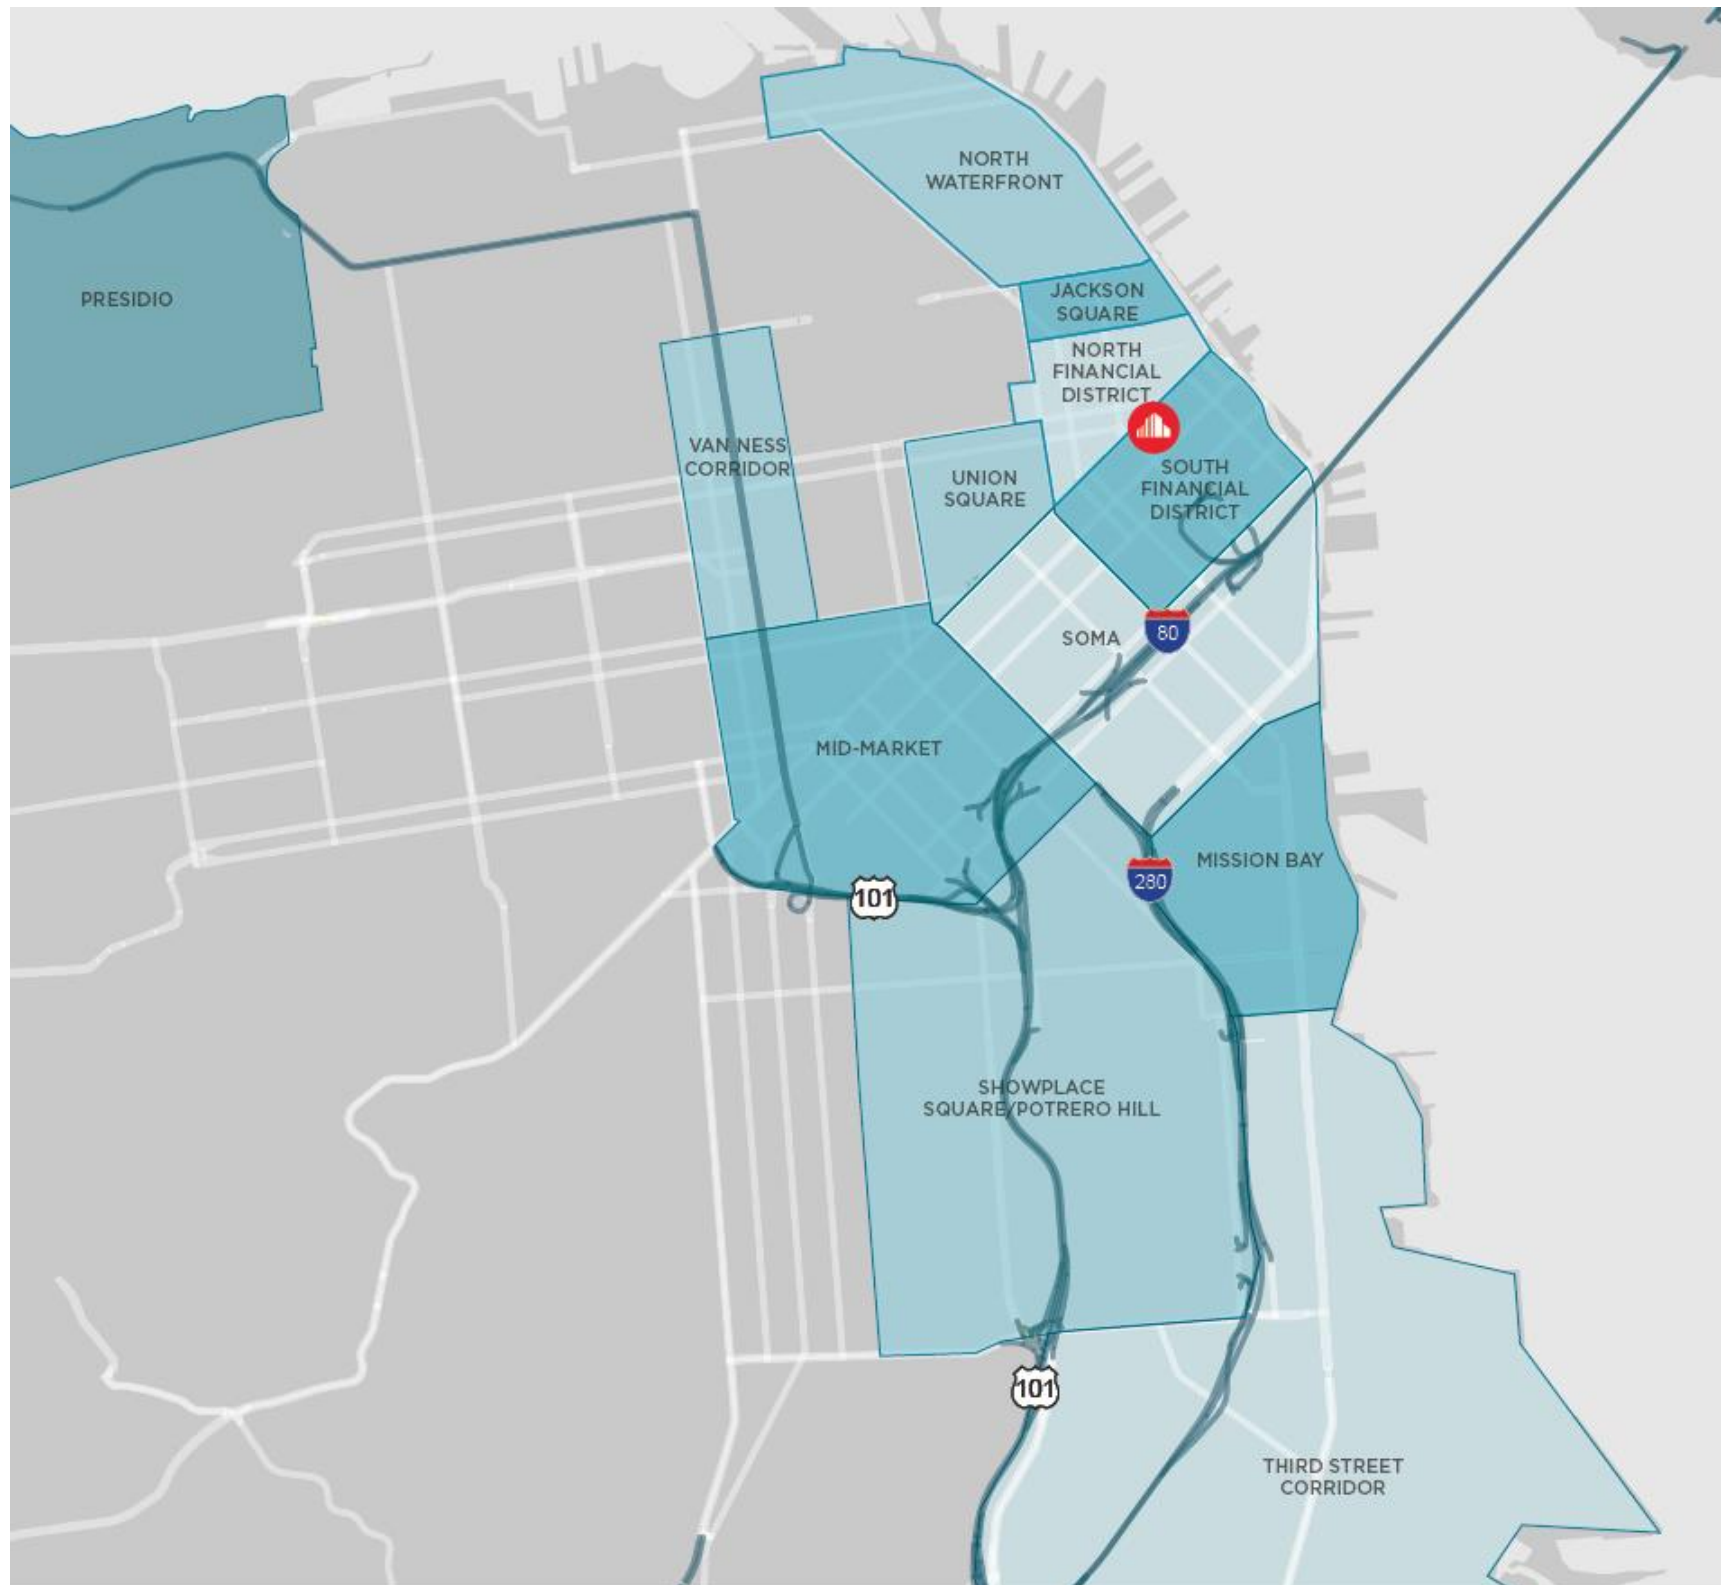 NORTH
WATERFRONT
PRESIDIO
JACKSON
SQUARE
NORTH
FINANCIAL
DISTRICT
VAN NESS
CORRIDOR
UNION
SQUARE
SOUTH
FINANCIAL
DISTRICT
SOMA
80
MID-MARKET
MISSION BAY
280
101
SHOWPLACE
SQUARE/POTRERO HILL
101
THIRD STREET
CORRIDOR